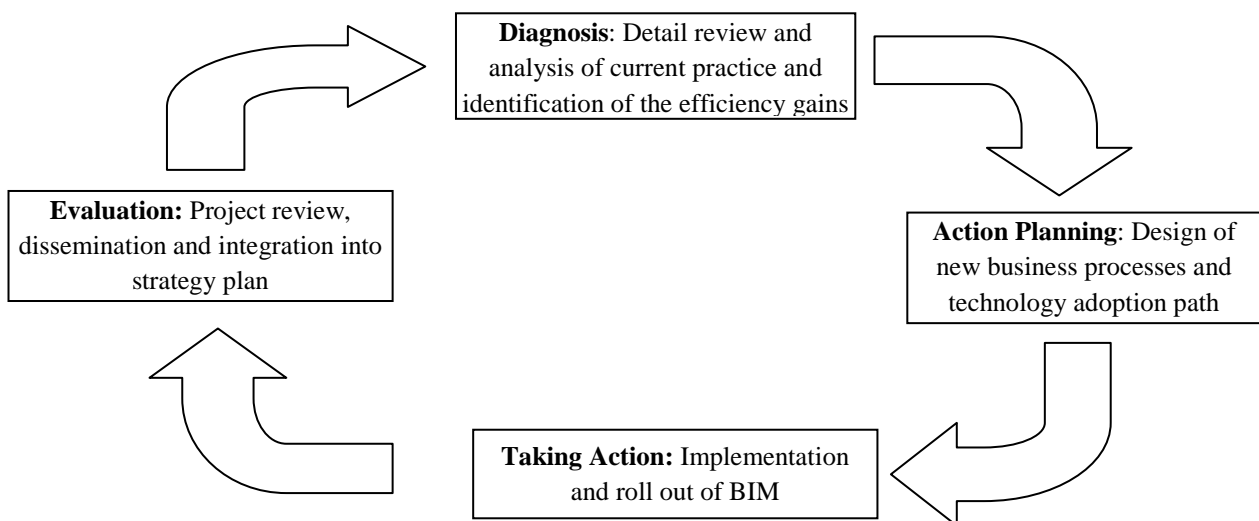 Diagnosis: Detail review and
analysis of current practice and
identification of the efficiency gains
Action Planning: Design of
new business processes and
technology adoption path
Taking Action: Implementation
and roll out of BIM
Evaluation: Project review,
dissemination and integration into
strategy plan